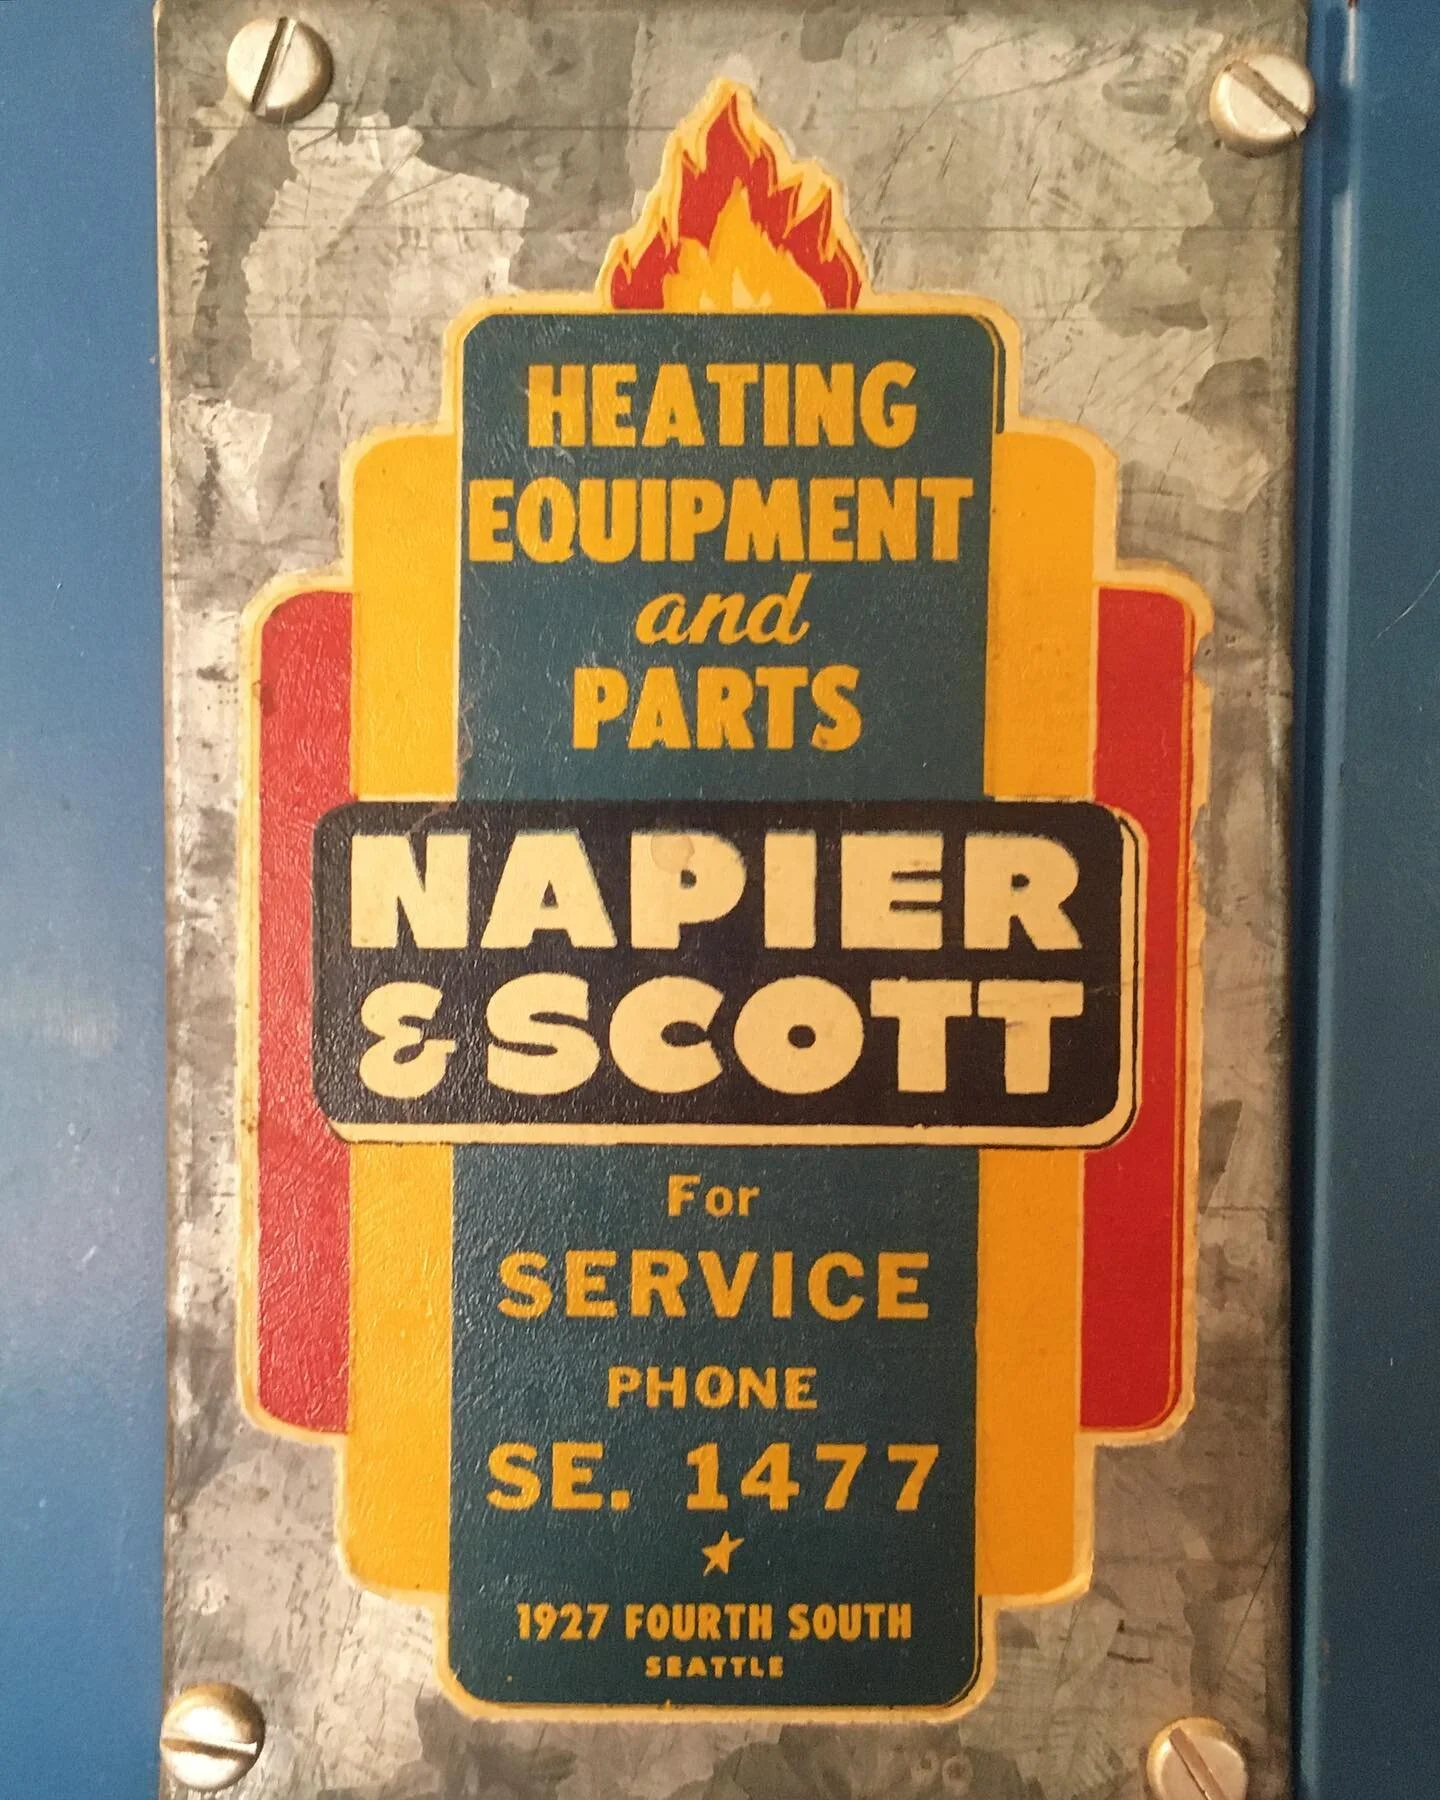 HEATING
EQUIPMENT
and
PARTS
NAPIER
& SCOTT
For
SERVICE
PHONE
SE. 1477
1927 FOURTH SOUTH
SEATTLE